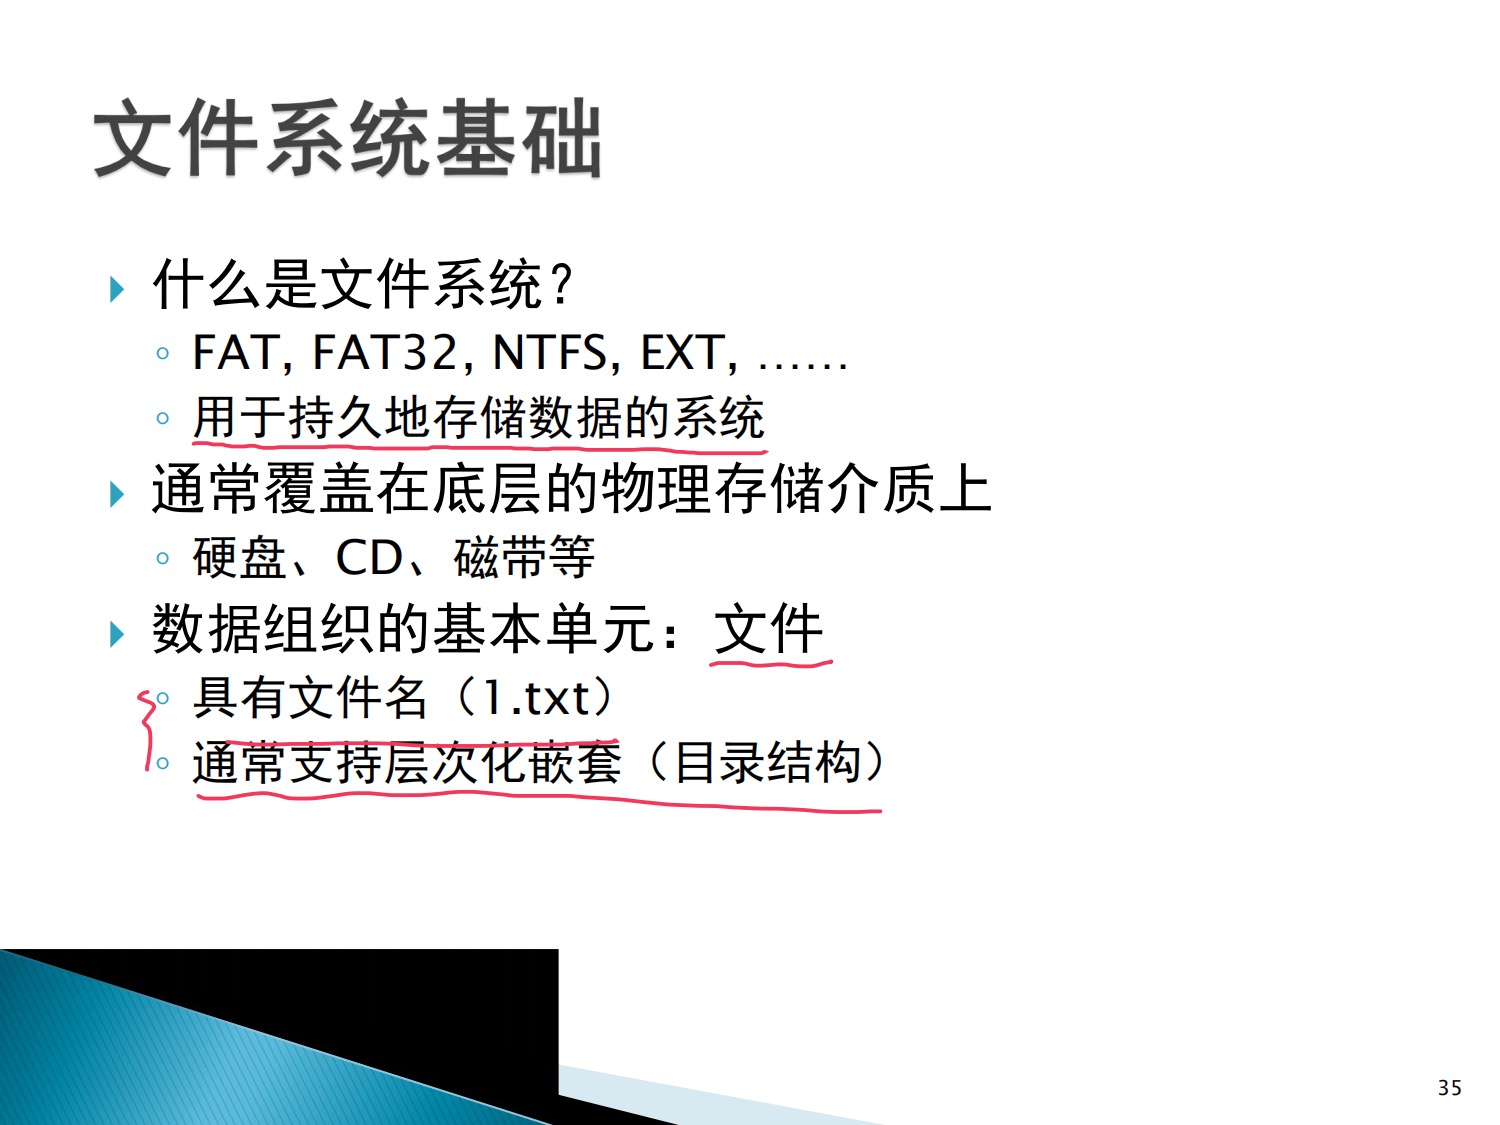 文件系统基础
什么是文件系统？
FAT, FAT32, NTFS, EXT, ……
用于持久地存储数据的系统
通常覆盖在底层的物理存储介质上
硬盘、CD、磁带等
数据组织的基本单元：文件
具有文件名（1.txt）
通常支持层次化嵌套（目录结构）
35